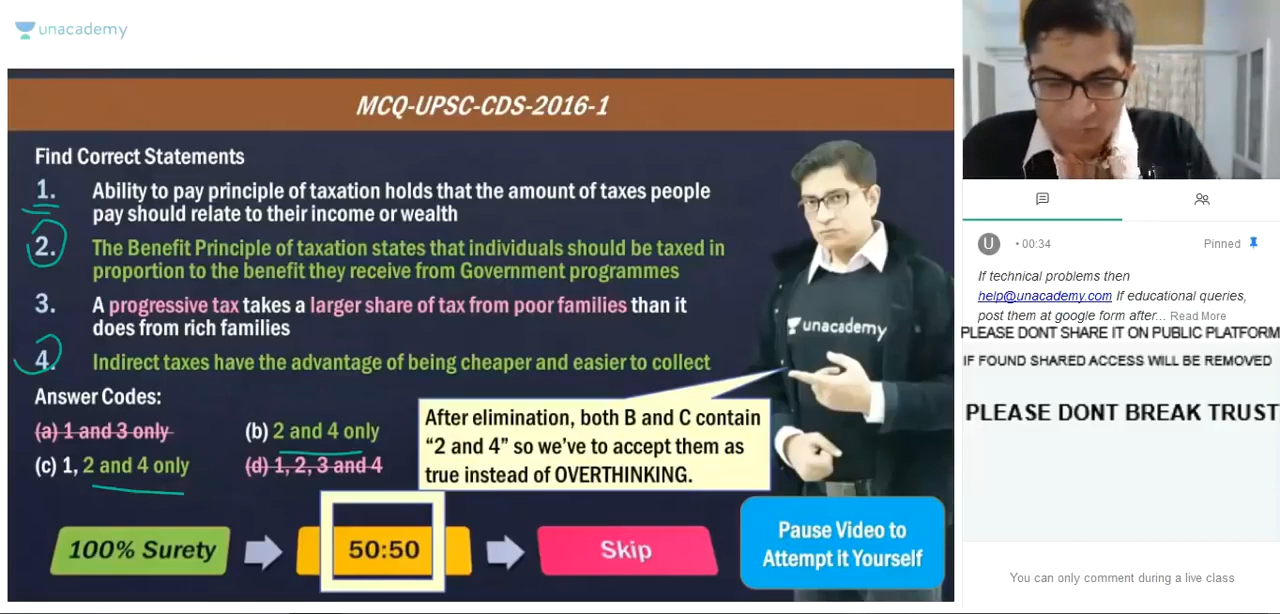 unacademy
MCQ-UPSC-CDS-2016-1
Find Correct Statements
1. Ability to pay principle of taxation holds that the amount of taxes people
pay should relate to their income or wealth
2. The Benefit Principle of taxation states that individuals should be taxed in
proportion to the benefit they receive from Government programmes
3. A progressive tax takes a larger share of tax from poor families than it
does from rich families
4. Indirect taxes have the advantage of being cheaper and easier to collect
Answer Codes:
(a) 1 and 3 only (b) 2 and 4 only
(c) 1, 2 and 4 only (d) 1, 2, 3 and 4
unacademy
After elimination, both B and C contain
“2 and 4” so we’ve to accept them as
true instead of OVERTHINKING.
100% Surety
50:50
Skip
Pause Video to
Attempt it Yourself
U • 00:34 Pinned
If technical problems then
help@unacademy.com If educational queries,
post them at google form after... Read More
PLEASE DONT SHARE IT ON PUBLIC PLATFORM
IF FOUND SHARED ACCESS WILL BE REMOVED
PLEASE DONT BREAK TRUST
You can only comment during a live class